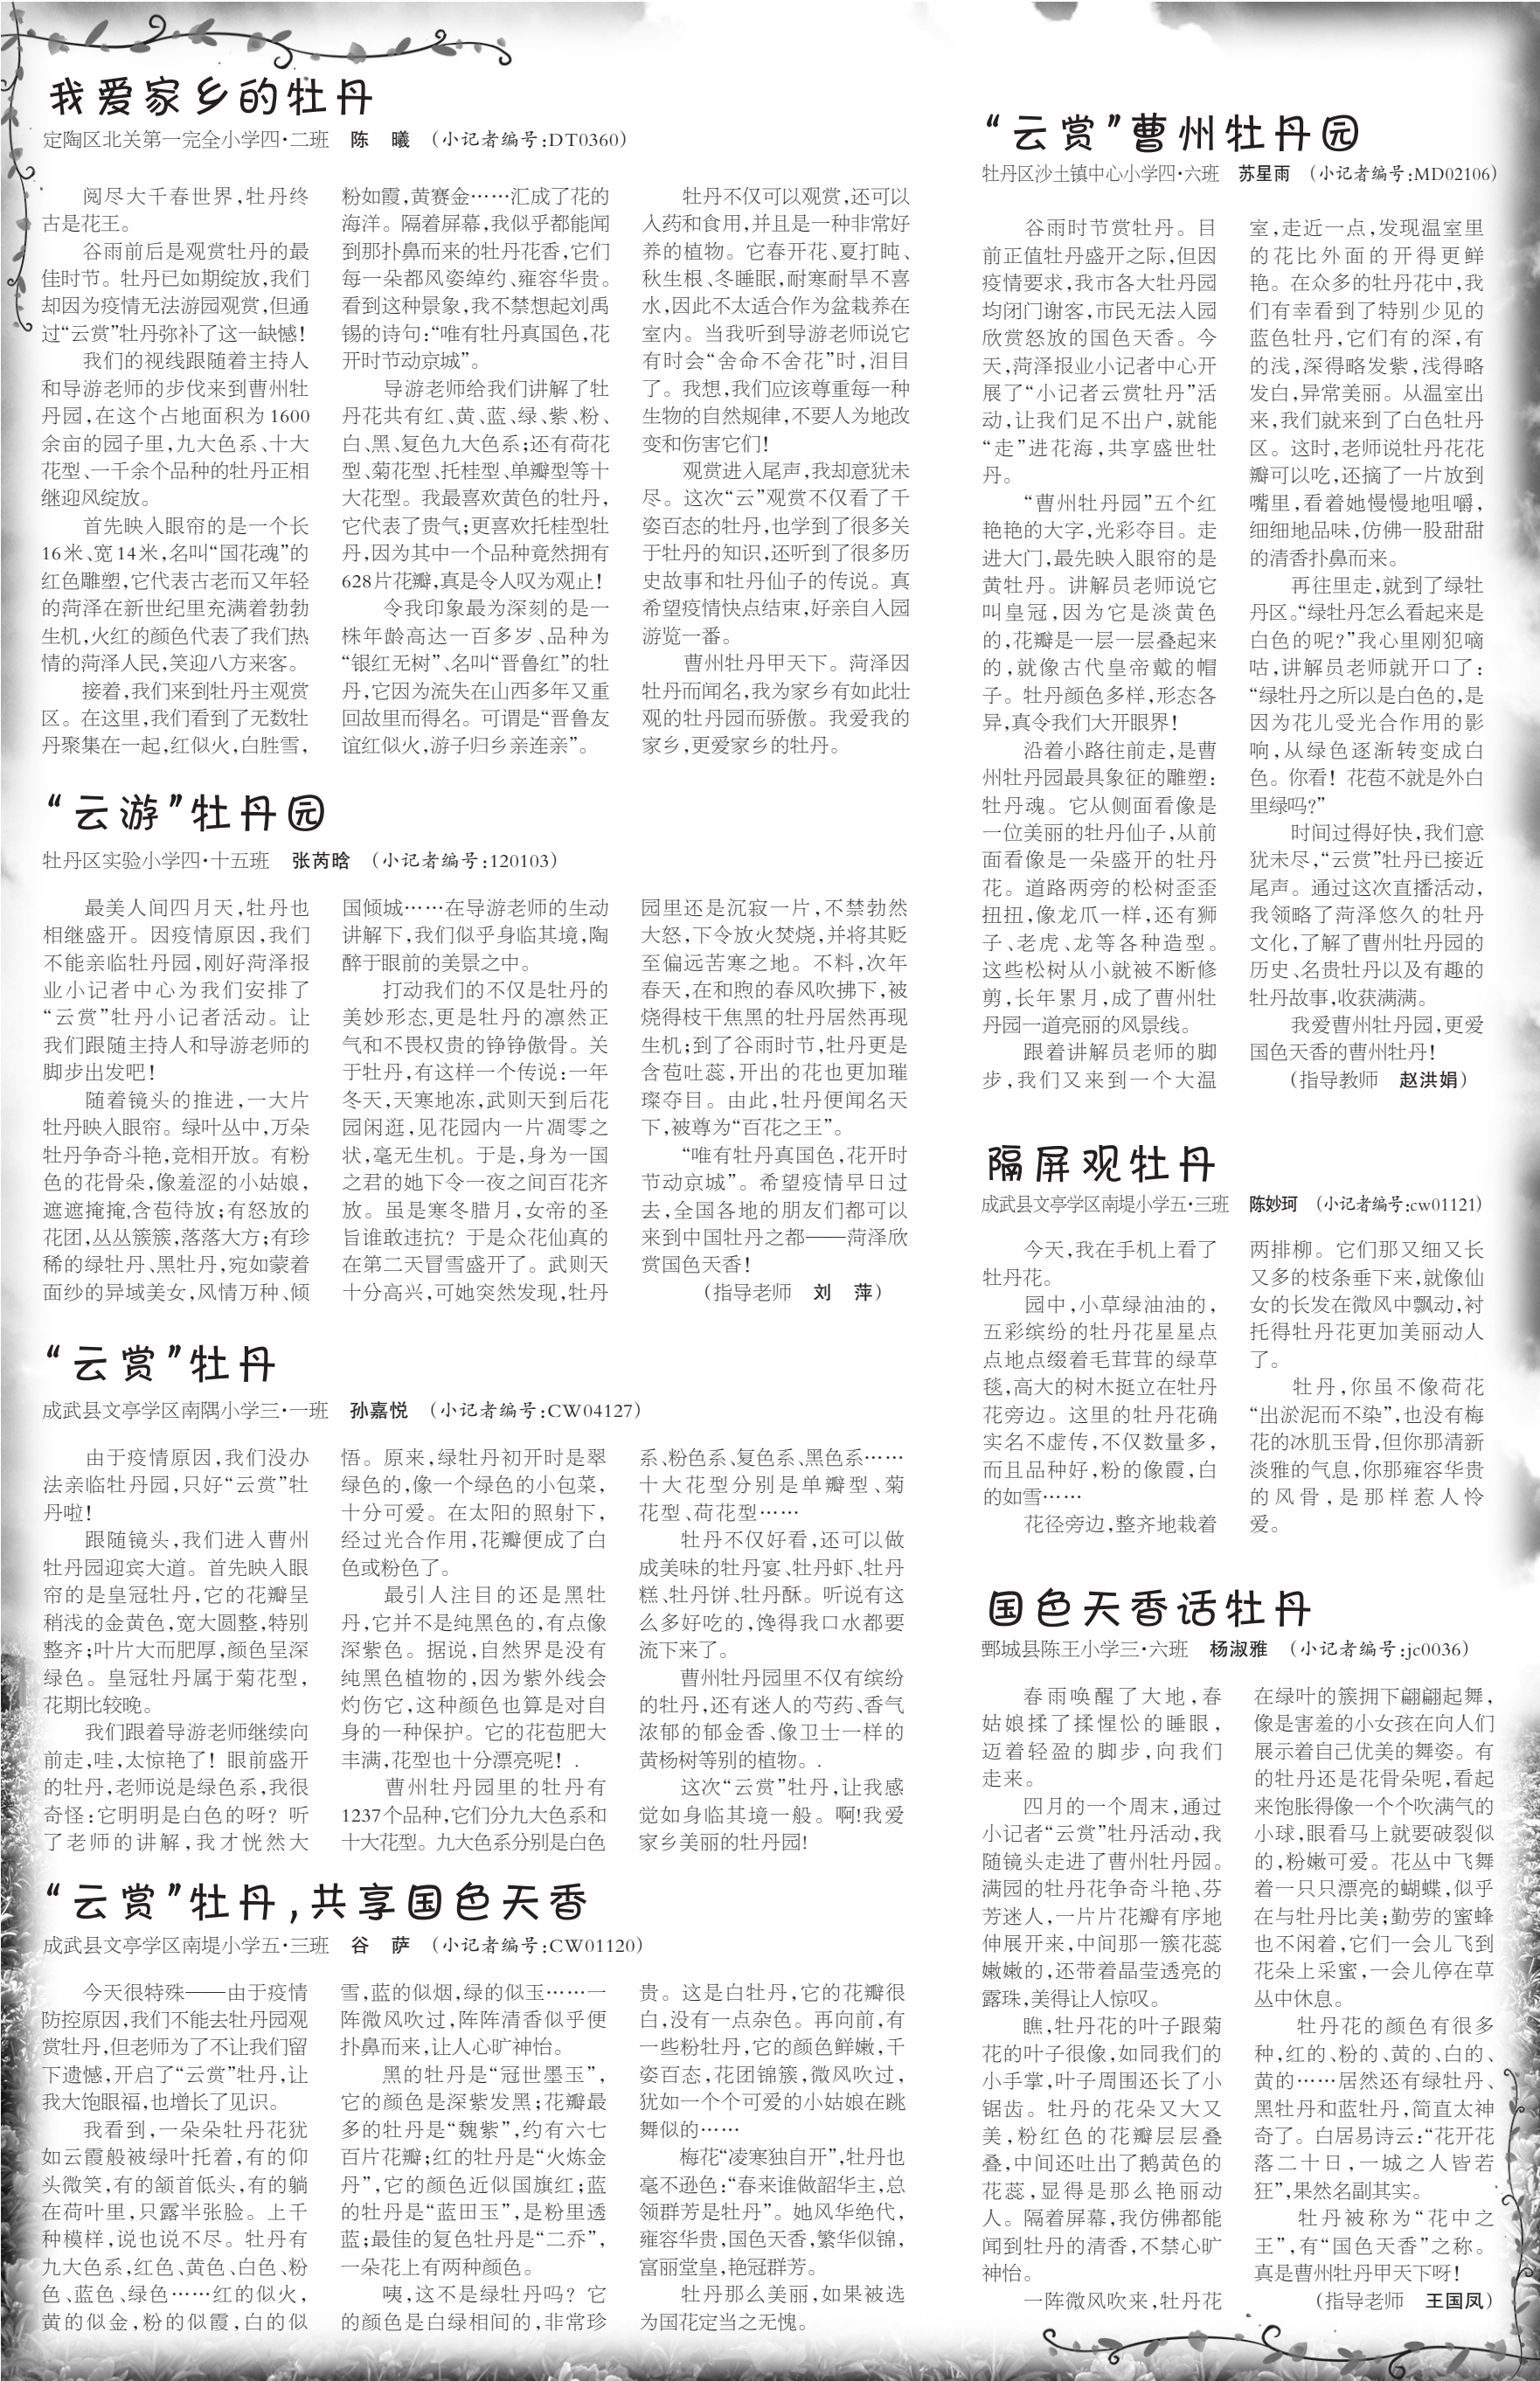 我爱家乡的牡丹
定陶区北关第一完全小学四·二班 陈 曦 （小记者编号：DT0360）
阅尽大千春世界，牡丹终
古是花王。
谷雨前后是观赏牡丹的最
佳时节。牡丹已如期绽放，我们
却因为疫情无法游园观赏，但通
过“云赏”牡丹弥补了这一缺憾！
我们的视线跟随着主持人
和导游老师的步伐来到曹州牡
丹园，在这个占地面积为1600
余亩的园子里，九大色系、十大
花型、一千余个品种的牡丹正相
继迎风绽放。
首先映入眼帘的是一个长
16米、宽14米，名叫“国花魂”的
红色雕塑，它代表古老而又年轻
的菏泽在新世纪里充满着勃勃
生机，火红的颜色代表了我们热
情的菏泽人民，笑迎八方来客。
接着，我们来到牡丹主观赏
区。在这里，我们看到了无数牡
丹聚集在一起，红似火，白胜雪，
粉如霞，黄赛金……汇成了花的
海洋。隔着屏幕，我似乎都能闻
到那扑鼻而来的牡丹花香，它们
每一朵都风姿绰约、雍容华贵。
看到这种景象，我不禁想起刘禹
锡的诗句：“唯有牡丹真国色，花
开时节动京城”。
导游老师给我们讲解了牡
丹花共有红、黄、蓝、绿、紫、粉、
白、黑、复色九大色系；还有荷花
型、菊花型、托桂型、单瓣型等十
大花型。我最喜欢黄色的牡丹，
它代表了贵气；更喜欢托桂型牡
丹，因为其中一个品种竟然拥有
628片花瓣，真是令人叹为观止！
令我印象最为深刻的是一
株年龄高达一百多岁、品种为
“银红无树”、名叫“晋鲁红”的牡
丹，它因为流失在山西多年又重
回故里而得名。可谓是“晋鲁友
谊红似火，游子归乡亲连亲”。
牡丹不仅可以观赏，还可以
入药和食用，并且是一种非常好
养的植物。它春开花、夏打盹、
秋生根、冬睡眠，耐寒耐旱不喜
水，因此不太适合作为盆栽养在
室内。当我听到导游老师说它
有时会“舍命不舍花”时，泪目
了。我想，我们应该尊重每一种
生物的自然规律，不要人为地改
变和伤害它们！
观赏进入尾声，我却意犹未
尽。这次“云”观赏不仅看了千
姿百态的牡丹，也学到了很多关
于牡丹的知识，还听到了很多历
史故事和牡丹仙子的传说。真
希望疫情快点结束，好亲自入园
游览一番。
曹州牡丹甲天下。菏泽因
牡丹而闻名，我为家乡有如此壮
观的牡丹园而骄傲。我爱我的
家乡，更爱家乡的牡丹。
“云游”牡丹园
牡丹区实验小学四·十五班 张芮晗 （小记者编号：120103）
最美人间四月天，牡丹也
相继盛开。因疫情原因，我们
不能亲临牡丹园，刚好菏泽报
业小记者中心为我们安排了
“云赏”牡丹小记者活动。让
我们跟随主持人和导游老师的
脚步出发吧！
随着镜头的推进，一大片
牡丹映入眼帘。绿叶丛中，万朵
牡丹争奇斗艳，竞相开放。有粉
色的花骨朵，像羞涩的小姑娘，
遮遮掩掩，含苞待放；有怒放的
花团，丛丛簇簇，落落大方；有珍
稀的绿牡丹、黑牡丹，宛如蒙着
面纱的异域美女，风情万种、倾
国倾城……在导游老师的生动
讲解下，我们似乎身临其境，陶
醉于眼前的美景之中。
打动我们的不仅是牡丹的
美妙形态，更是牡丹的凛然正
气和不畏权贵的铮铮傲骨。关
于牡丹，有这样一个传说：一年
冬天，天寒地冻，武则天到后花
园闲逛，见花园内一片凋零之
状，毫无生机。于是，身为一国
之君的她下令一夜之间百花齐
放。虽是寒冬腊月，女帝的圣
旨谁敢违抗？于是众花仙真的
在第二天冒雪盛开了。武则天
十分高兴，可她突然发现，牡丹
园里还是沉寂一片，不禁勃然
大怒，下令放火焚烧，并将其贬
至偏远苦寒之地。不料，次年
春天，在和煦的春风吹拂下，被
烧得枝干焦黑的牡丹居然再现
生机；到了谷雨时节，牡丹更是
含苞吐蕊，开出的花也更加璀
璨夺目。由此，牡丹便闻名天
下，被尊为“百花之王”。
“唯有牡丹真国色，花开时
节动京城”。希望疫情早日过
去，全国各地的朋友们都可以
来到中国牡丹之都——菏泽欣
赏国色天香！
（指导老师 刘 萍）
“云赏”牡丹
成武县文亭学区南隅小学三·一班 孙嘉悦 （小记者编号：CW04127）
由于疫情原因，我们没办
法亲临牡丹园，只好“云赏”牡
丹啦！
跟随镜头，我们进入曹州
牡丹园迎宾大道。首先映入眼
帘的是皇冠牡丹，它的花瓣呈
稍浅的金黄色，宽大圆整，特别
整齐；叶片大而肥厚，颜色呈深
绿色。皇冠牡丹属于菊花型，
花期比较晚。
我们跟着导游老师继续向
前走，哇，太惊艳了！眼前盛开
的牡丹，老师说是绿色系，我很
奇怪：它明明是白色的呀？听
了老师的讲解，我才恍然大
悟。原来，绿牡丹初开时是翠
绿色的，像一个绿色的小包菜，
十分可爱。在太阳的照射下，
经过光合作用，花瓣便成了白
色或粉色了。
最引人注目的还是黑牡
丹，它并不是纯黑色的，有点像
深紫色。据说，自然界是没有
纯黑色植物的，因为紫外线会
灼伤它，这种颜色也算是对自
身的一种保护。它的花苞肥大
丰满，花型也十分漂亮呢！.
曹州牡丹园里的牡丹有
1237个品种，它们分九大色系和
十大花型。九大色系分别是白色
系、粉色系、复色系、黑色系……
十大花型分别是单瓣型、菊
花型、荷花型……
牡丹不仅好看，还可以做
成美味的牡丹宴、牡丹虾、牡丹
糕、牡丹饼、牡丹酥。听说有这
么多好吃的，馋得我口水都要
流下来了。
曹州牡丹园里不仅有缤纷
的牡丹，还有迷人的芍药、香气
浓郁的郁金香、像卫士一样的
黄杨树等别的植物。.
这次“云赏”牡丹，让我感
觉如身临其境一般。啊!我爱
家乡美丽的牡丹园!
“云赏”牡丹，共享国色天香
成武县文亭学区南堤小学五·三班 谷 萨 （小记者编号：CW01120）
今天很特殊——由于疫情
防控原因，我们不能去牡丹园观
赏牡丹，但老师为了不让我们留
下遗憾，开启了“云赏”牡丹，让
我大饱眼福，也增长了见识。
我看到，一朵朵牡丹花犹
如云霞般被绿叶托着，有的仰
头微笑，有的颔首低头，有的躺
在荷叶里，只露半张脸。上千
种模样，说也说不尽。牡丹有
九大色系，红色、黄色、白色、粉
色、蓝色、绿色……红的似火，
黄的似金，粉的似霞，白的似
雪，蓝的似烟，绿的似玉……一
阵微风吹过，阵阵清香似乎便
扑鼻而来，让人心旷神怡。
黑的牡丹是“冠世墨玉”，
它的颜色是深紫发黑；花瓣最
多的牡丹是“魏紫”，约有六七
百片花瓣；红的牡丹是“火炼金
丹”，它的颜色近似国旗红；蓝
的牡丹是“蓝田玉”，是粉里透
蓝；最佳的复色牡丹是“二乔”，
一朵花上有两种颜色。
咦，这不是绿牡丹吗？它
的颜色是白绿相间的，非常珍
贵。这是白牡丹，它的花瓣很
白，没有一点杂色。再向前，有
一些粉牡丹，它的颜色鲜嫩，千
姿百态，花团锦簇，微风吹过，
犹如一个个可爱的小姑娘在跳
舞似的……
梅花“凌寒独自开”，牡丹也
毫不逊色：“春来谁做韶华主，总
领群芳是牡丹”。她风华绝代，
雍容华贵，国色天香，繁华似锦，
富丽堂皇，艳冠群芳。
牡丹那么美丽，如果被选
为国花定当之无愧。
“云赏”曹州牡丹园
牡丹区沙土镇中心小学四·六班 苏星雨 （小记者编号：MD02106）
谷雨时节赏牡丹。目
前正值牡丹盛开之际，但因
疫情要求，我市各大牡丹园
均闭门谢客，市民无法入园
欣赏怒放的国色天香。今
天，菏泽报业小记者中心开
展了“小记者云赏牡丹”活
动，让我们足不出户，就能
“走”进花海，共享盛世牡
丹。
“曹州牡丹园”五个红
艳艳的大字，光彩夺目。走
进大门，最先映入眼帘的是
黄牡丹。讲解员老师说它
叫皇冠，因为它是淡黄色
的，花瓣是一层一层叠起来
的，就像古代皇帝戴的帽
子。牡丹颜色多样，形态各
异，真令我们大开眼界！
沿着小路往前走，是曹
州牡丹园最具象征的雕塑：
牡丹魂。它从侧面看像是
一位美丽的牡丹仙子，从前
面看像是一朵盛开的牡丹
花。道路两旁的松树歪歪
扭扭，像龙爪一样，还有狮
子、老虎、龙等各种造型。
这些松树从小就被不断修
剪，长年累月，成了曹州牡
丹园一道亮丽的风景线。
跟着讲解员老师的脚
步，我们又来到一个大温
室，走近一点，发现温室里
的花比外面的开得更鲜
艳。在众多的牡丹花中，我
们有幸看到了特别少见的
蓝色牡丹，它们有的深，有
的浅，深得略发紫，浅得略
发白，异常美丽。从温室出
来，我们就来到了白色牡丹
区。这时，老师说牡丹花花
瓣可以吃，还摘了一片放到
嘴里，看着她慢慢地咀嚼，
细细地品味，仿佛一股甜甜
的清香扑鼻而来。
再往里走，就到了绿牡
丹区。“绿牡丹怎么看起来是
白色的呢？”我心里刚犯嘀
咕，讲解员老师就开口了：
“绿牡丹之所以是白色的，是
因为花儿受光合作用的影
响，从绿色逐渐转变成白
色。你看！花苞不就是外白
里绿吗？”
时间过得好快，我们意
犹未尽，“云赏”牡丹已接近
尾声。通过这次直播活动，
我领略了菏泽悠久的牡丹
文化，了解了曹州牡丹园的
历史、名贵牡丹以及有趣的
牡丹故事，收获满满。
我爱曹州牡丹园，更爱
国色天香的曹州牡丹！
（指导教师 赵洪娟）
隔屏观牡丹
成武县文亭学区南堤小学五·三班 陈妙珂 （小记者编号：cw01121）
今天，我在手机上看了
牡丹花。
园中，小草绿油油的，
五彩缤纷的牡丹花星星点
点地点缀着毛茸茸的绿草
毯，高大的树木挺立在牡丹
花旁边。这里的牡丹花确
实名不虚传，不仅数量多，
而且品种好，粉的像霞，白
的如雪……
花径旁边，整齐地栽着
两排柳。它们那又细又长
又多的枝条垂下来，就像仙
女的长发在微风中飘动，衬
托得牡丹花更加美丽动人
了。
牡丹，你虽不像荷花
“出淤泥而不染”，也没有梅
花的冰肌玉骨，但你那清新
淡雅的气息，你那雍容华贵
的风骨，是那样惹人怜
爱。
国色天香话牡丹
鄄城县陈王小学三·六班 杨淑雅 （小记者编号：jc0036）
春雨唤醒了大地，春
姑娘揉了揉惺忪的睡眼，
迈着轻盈的脚步，向我们
走来。
四月的一个周末，通过
小记者“云赏”牡丹活动，我
随镜头走进了曹州牡丹园。
满园的牡丹花争奇斗艳、芬
芳迷人，一片片花瓣有序地
伸展开来，中间那一簇花蕊
嫩嫩的，还带着晶莹透亮的
露珠，美得让人惊叹。
瞧，牡丹花的叶子跟菊
花的叶子很像，如同我们的
小手掌，叶子周围还长了小
锯齿。牡丹的花朵又大又
美，粉红色的花瓣层层叠
叠，中间还吐出了鹅黄色的
花蕊，显得是那么艳丽动
人。隔着屏幕，我仿佛都能
闻到牡丹的清香，不禁心旷
神怡。
一阵微风吹来，牡丹花
在绿叶的簇拥下翩翩起舞，
像是害羞的小女孩在向人们
展示着自己优美的舞姿。有
的牡丹还是花骨朵呢，看起
来饱胀得像一个个吹满气的
小球，眼看马上就要破裂似
的，粉嫩可爱。花丛中飞舞
着一只只漂亮的蝴蝶，似乎
在与牡丹比美；勤劳的蜜蜂
也不闲着，它们一会儿飞到
花朵上采蜜，一会儿停在草
丛中休息。
牡丹花的颜色有很多
种，红的、粉的、黄的、白的、
黄的……居然还有绿牡丹、
黑牡丹和蓝牡丹，简直太神
奇了。白居易诗云：“花开花
落二十日，一城之人皆若
狂”，果然名副其实。
牡丹被称为“花中之
王”，有“国色天香”之称。
真是曹州牡丹甲天下呀！
（指导老师 王国凤）